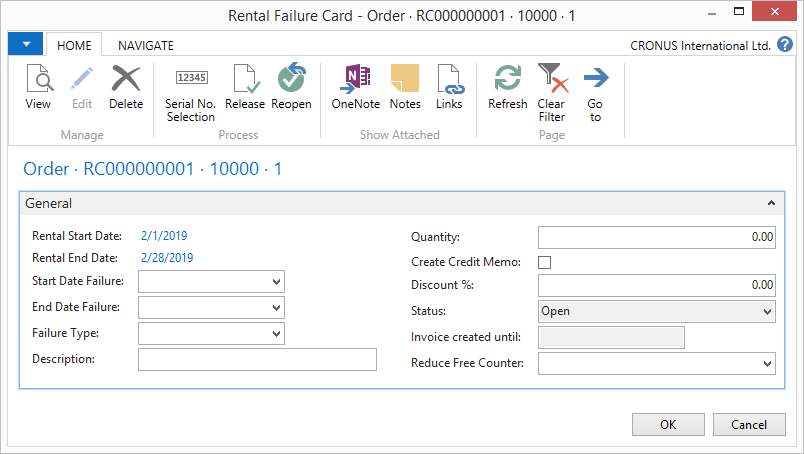 Rental Failure Card - Order · RC000000001 · 10000 · 1
HOME NAVIGATE CRONUS International Ltd. ?
12345
View Edit Delete Serial No. Selection Release Reopen OneNote Notes Links Refresh Clear Filter Go to
Manage Process Show Attached Page
Order · RC000000001 · 10000 · 1
General
Rental Start Date: 2/1/2019
Rental End Date: 2/28/2019
Start Date Failure:
End Date Failure:
Failure Type:
Description:
Quantity: 0.00
Create Credit Memo:
Discount %: 0.00
Status: Open
Invoice created until:
Reduce Free Counter:
OK Cancel